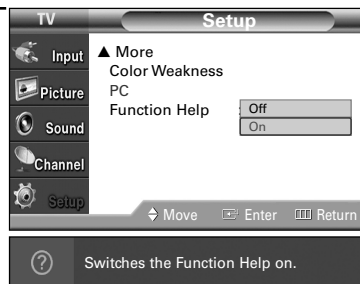 TV
Setup
Input
Picture
Sound
Channel
Setup
▲ More
Color Weakness
PC
Function Help : Off
On
Move Enter Return
? Switches the Function Help on.